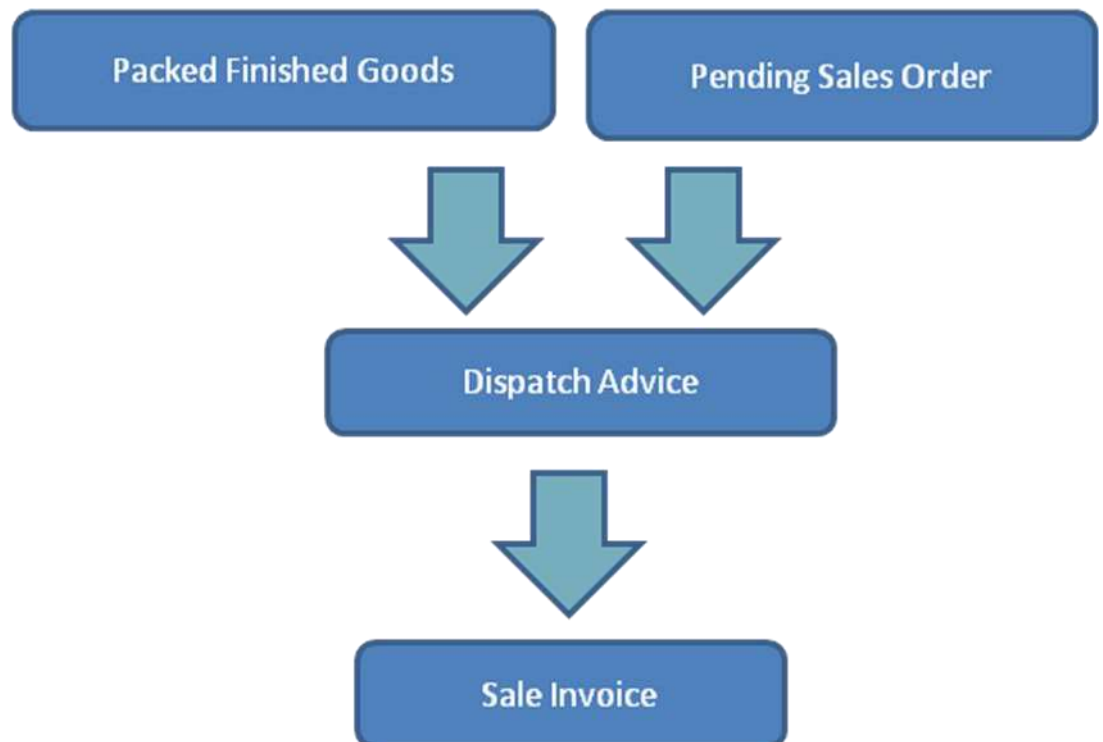 Packed Finished Goods
Pending Sales Order
Dispatch Advice
Sale Invoice